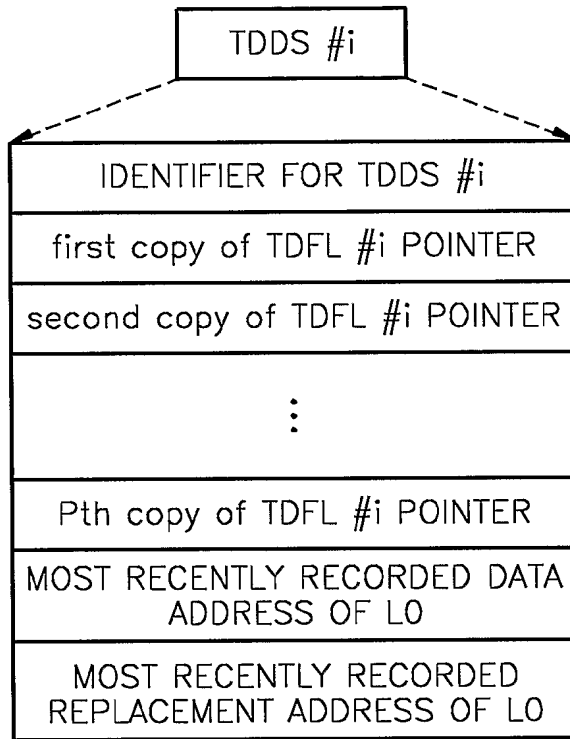 TDDS #i
IDENTIFIER FOR TDDS #i
first copy of TDFL #i POINTER
second copy of TDFL #i POINTER
⋮
Pth copy of TDFL #i POINTER
MOST RECENTLY RECORDED DATA
ADDRESS OF L0
MOST RECENTLY RECORDED
REPLACEMENT ADDRESS OF L0